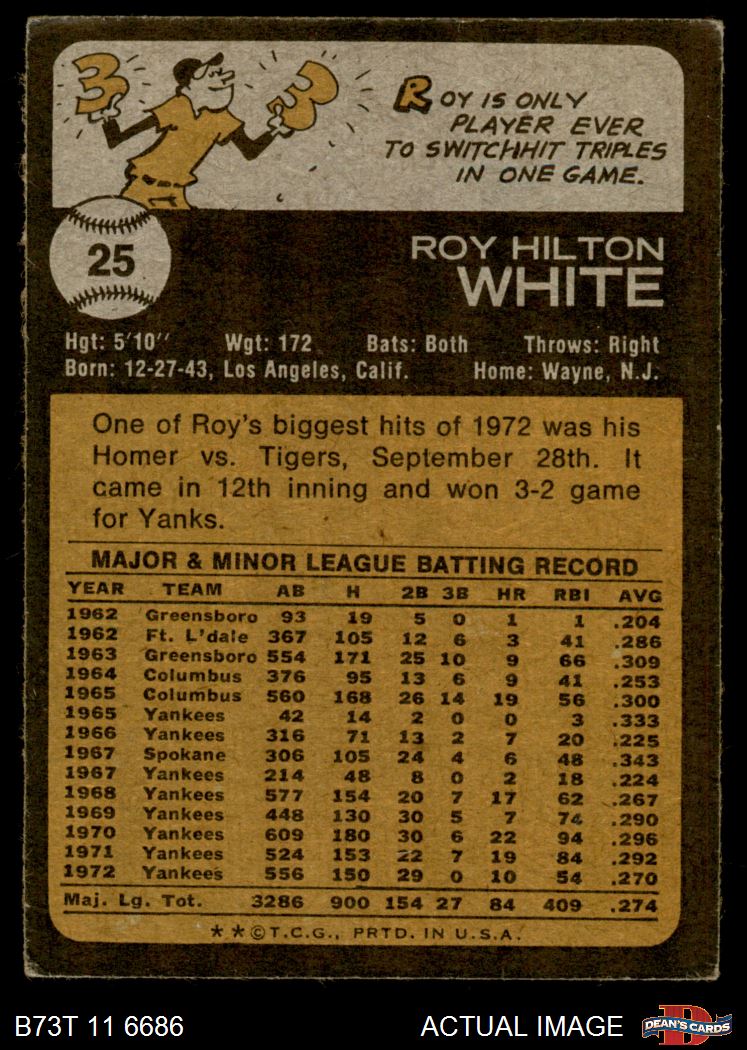 3 3
ROY IS ONLY
PLAYER EVER
TO SWITCHHIT TRIPLES
IN ONE GAME.
25
ROY HILTON
WHITE
Hgt: 5'10" Wgt: 172 Bats: Both Throws: Right
Born: 12-27-43, Los Angeles, Calif. Home: Wayne, N.J.
One of Roy's biggest hits of 1972 was his
Homer vs. Tigers, September 28th. It
came in 12th inning and won 3-2 game
for Yanks.
MAJOR & MINOR LEAGUE BATTING RECORD
YEAR TEAM AB H 2B 3B HR RBI AVG
1962 Greensboro 93 19 5 0 1 1 .204
1962 Ft. L'dale 367 105 12 6 3 41 .286
1963 Greensboro 554 171 25 10 9 66 .309
1964 Columbus 376 95 13 6 9 41 .253
1965 Columbus 560 168 26 14 19 56 .300
1965 Yankees 42 14 2 0 0 3 .333
1966 Yankees 316 71 13 2 7 20 .225
1967 Spokane 306 105 24 4 6 48 .343
1967 Yankees 214 48 8 0 2 18 .224
1968 Yankees 577 154 20 7 17 62 .267
1969 Yankees 448 130 30 5 7 74 .290
1970 Yankees 609 180 30 6 22 94 .296
1971 Yankees 524 153 22 7 19 84 .292
1972 Yankees 556 150 29 0 10 54 .270
Maj. Lg. Tot. 3286 900 154 27 84 409 .274
**©T.C.G., PRTD. IN U.S.A.
B73T 11 6686 ACTUAL IMAGE D DEAN'S CARDS